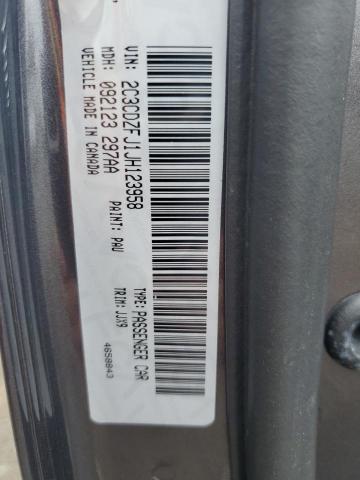 VIN: 2C3CDZFJ1JH123958 TYPE: PASSENGER CAR
MDH: 092123 297AA PAINT: PAU TRIM: JJX9
VEHICLE MADE IN CANADA 4658843